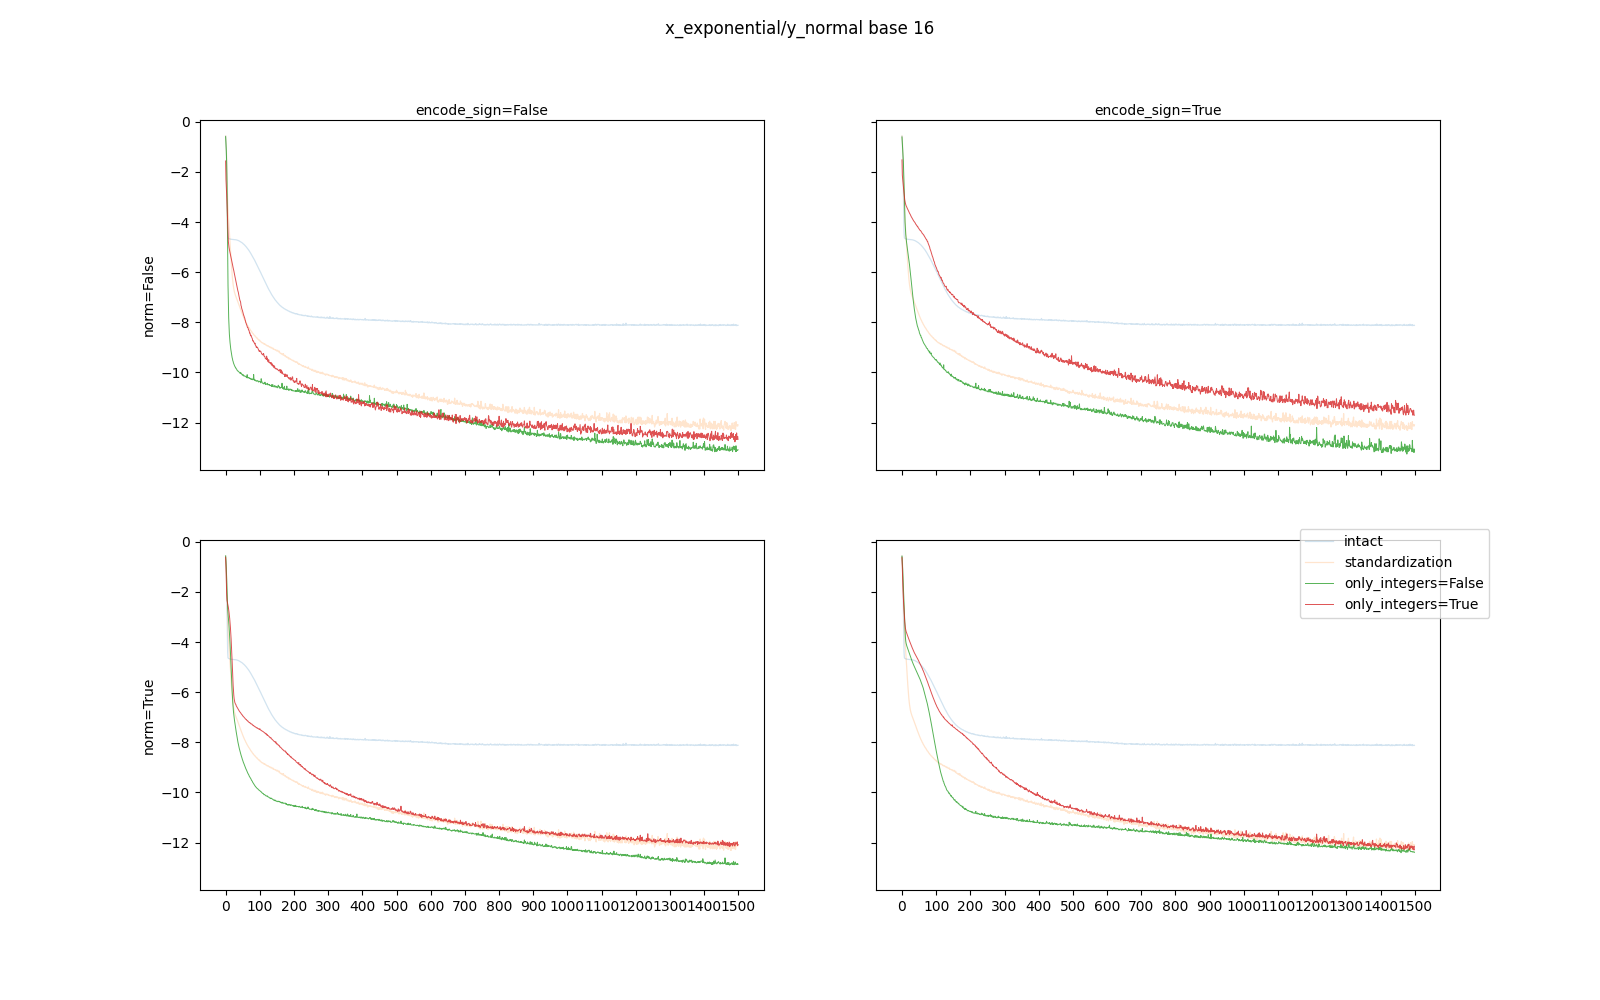 x_exponential/y_normal base 16
encode_sign=False
encode_sign=True
norm=False
0
−2
−4
−6
−8
−10
−12
norm=True
0
−2
−4
−6
−8
−10
−12
intact
standardization
only_integers=False
only_integers=True
0 100 200 300 400 500 600 700 800 900 1000 1100 1200 1300 1400 1500
0 100 200 300 400 500 600 700 800 900 1000 1100 1200 1300 1400 1500